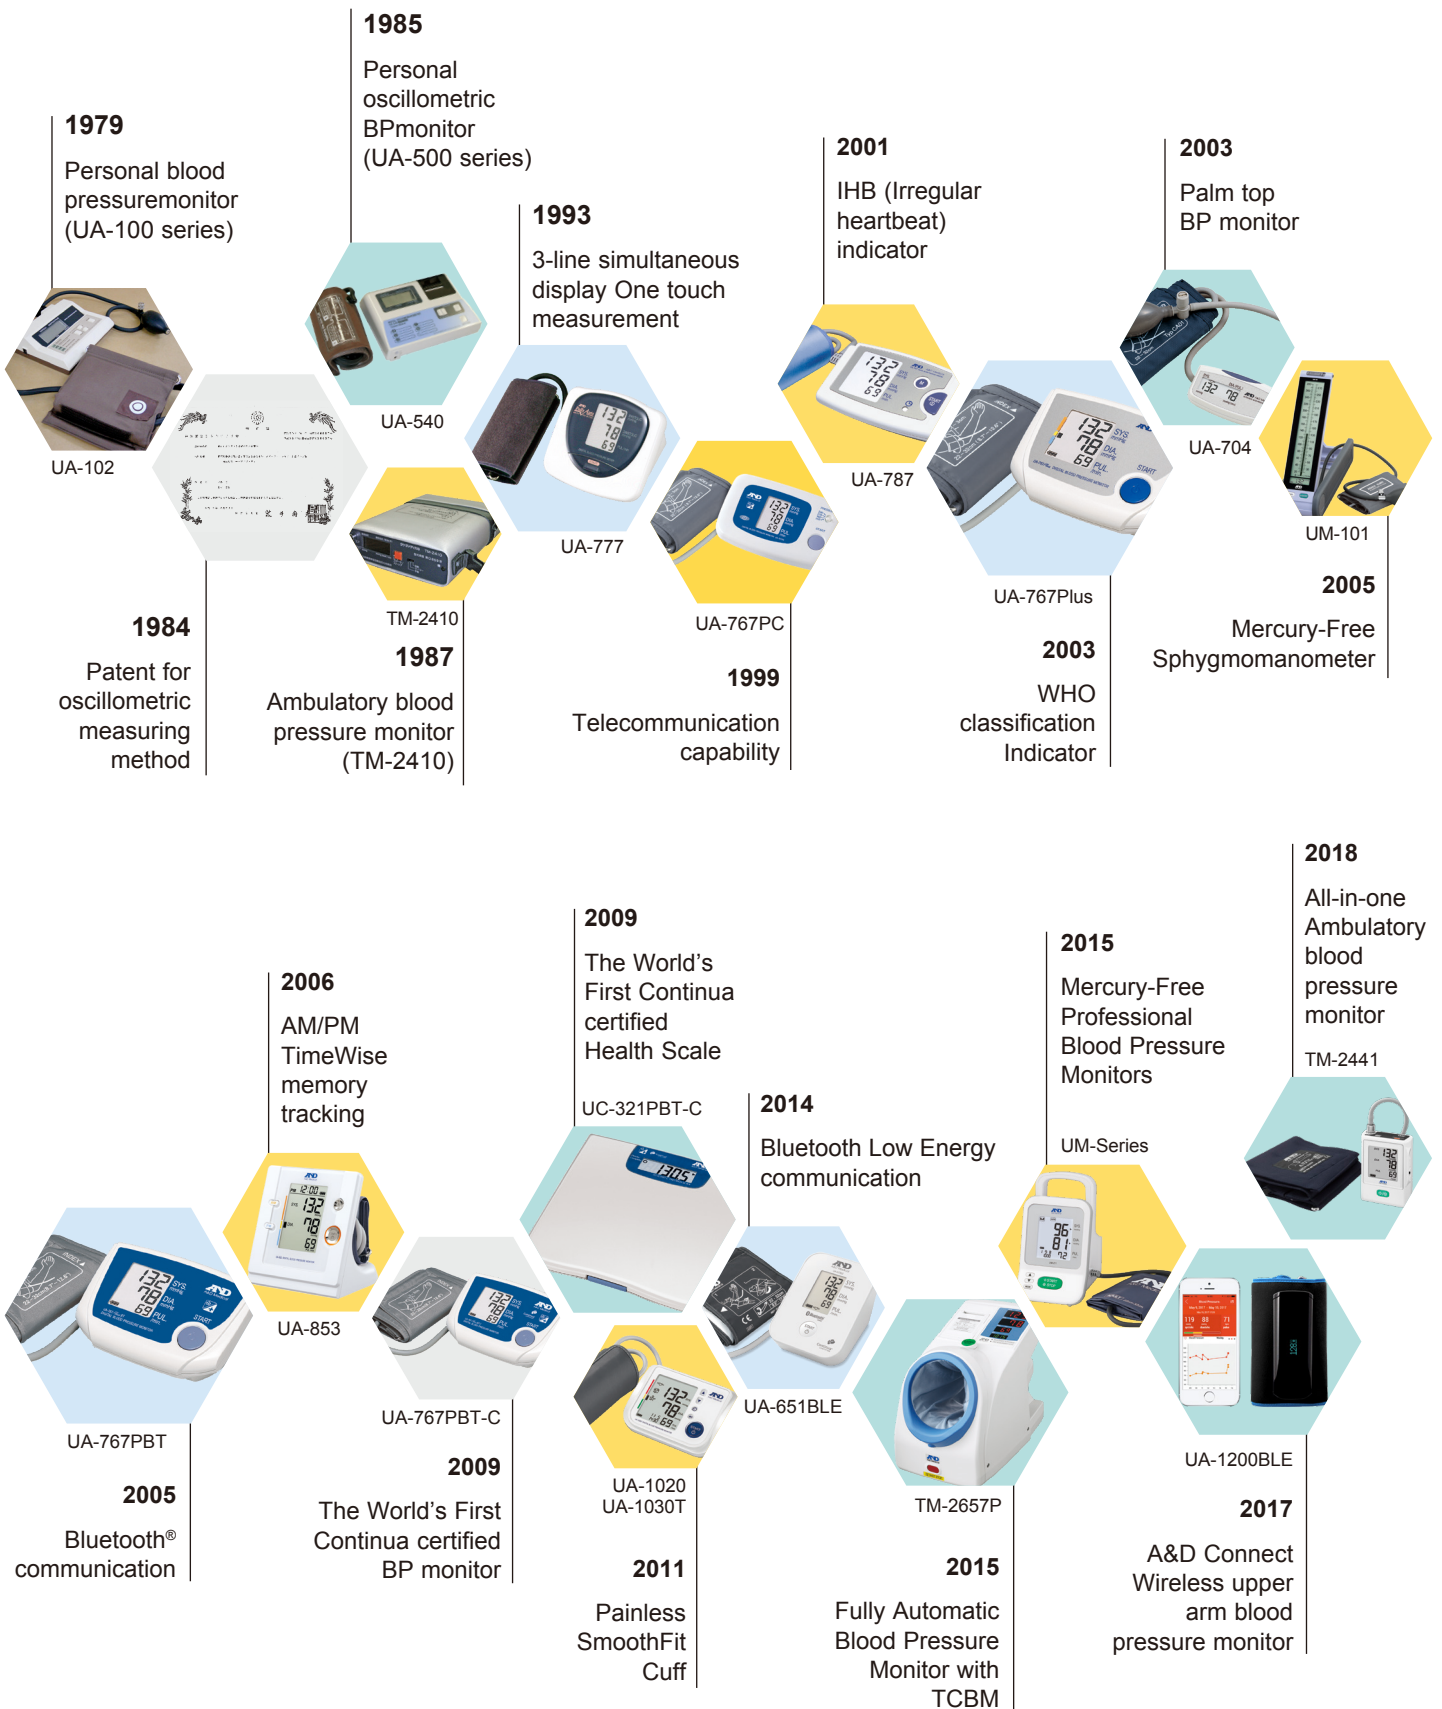 1979
Personal blood
pressuremonitor
(UA-100 series)
UA-102
1984
Patent for
oscillometric
measuring
method
1985
Personal
oscillometric
BPmonitor
(UA-500 series)
UA-540
TM-2410
1987
Ambulatory blood
pressure monitor
(TM-2410)
1993
3-line simultaneous
display One touch
measurement
UA-777
UA-767PC
1999
Telecommunication
capability
2001
IHB (Irregular
heartbeat)
indicator
UA-787
UA-767Plus
2003
WHO
classification
Indicator
2003
Palm top
BP monitor
UA-704
UM-101
2005
Mercury-Free
Sphygmomanometer
UA-767PBT
2005
Bluetooth®
communication
2006
AM/PM
TimeWise
memory
tracking
UA-853
UA-767PBT-C
2009
The World's First
Continua certified
BP monitor
2009
The World's
First Continua
certified
Health Scale
UC-321PBT-C
UA-1020
UA-1030T
2011
Painless
SmoothFit
Cuff
2014
Bluetooth Low Energy
communication
UA-651BLE
TM-2657P
2015
Fully Automatic
Blood Pressure
Monitor with
TCBM
2015
Mercury-Free
Professional
Blood Pressure
Monitors
UM-Series
UA-1200BLE
2017
A&D Connect
Wireless upper
arm blood
pressure monitor
2018
All-in-one
Ambulatory
blood
pressure
monitor
TM-2441